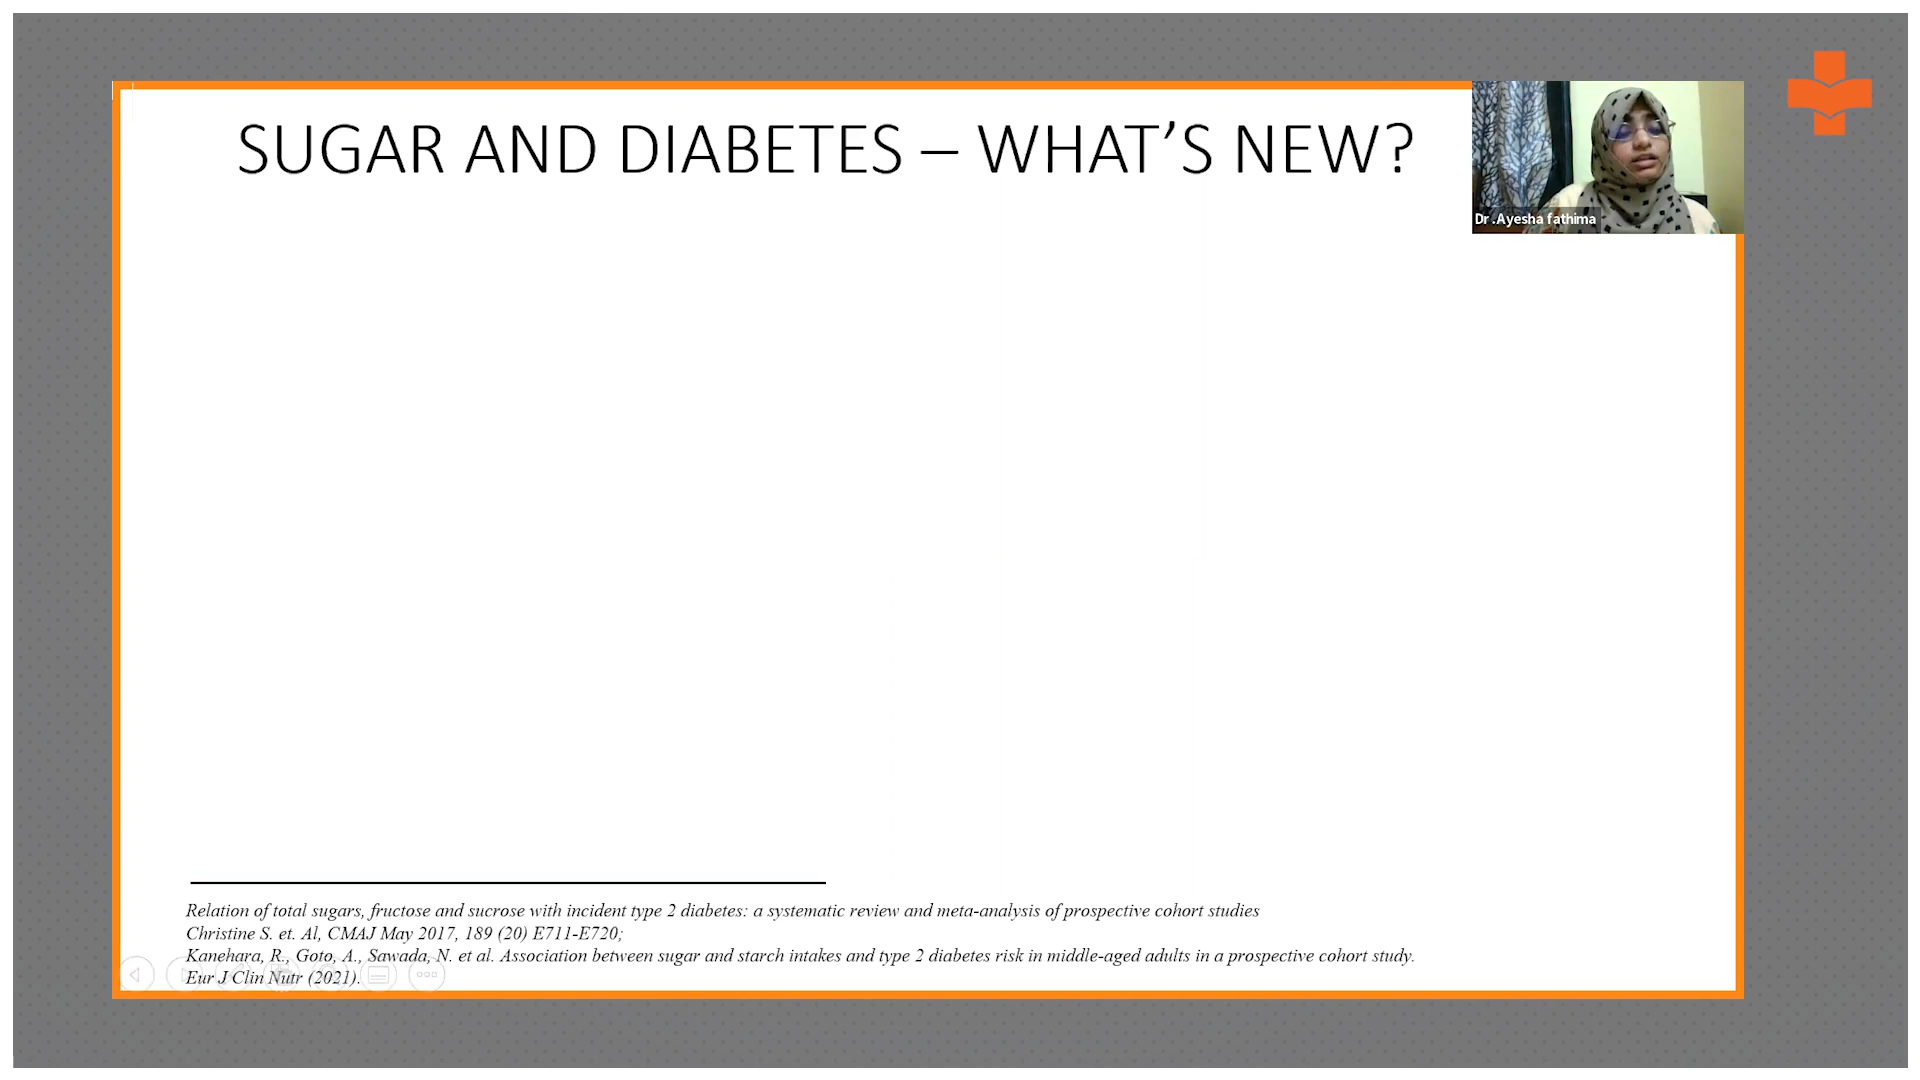 SUGAR AND DIABETES – WHAT’S NEW?
Dr .Ayesha fathima
Relation of total sugars, fructose and sucrose with incident type 2 diabetes: a systematic review and meta-analysis of prospective cohort studies
Christine S. et. Al, CMAJ May 2017, 189 (20) E711-E720;
Kanehara, R., Goto, A., Sawada, N. et al. Association between sugar and starch intakes and type 2 diabetes risk in middle-aged adults in a prospective cohort study.
Eur J Clin Nutr (2021).